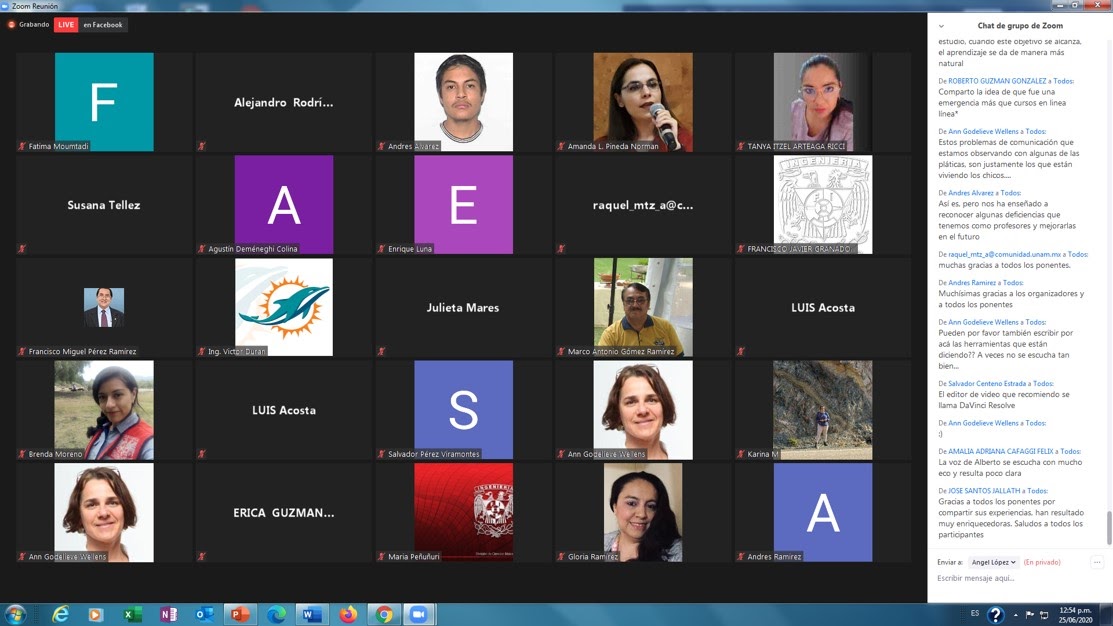 Zoom Reunión
Grabando
LIVE en Facebook
F
Fatima Moumtadi
Alejandro Rodrí...
Andres Alvarez
Amanda L. Pineda Norman
TANYA ITZEL ARTEAGA RICCI
Susana Tellez
A
Agustín Deméneghi Colina
E
Enrique Luna
raquel_mtz_a@c...
INGENIERIA
FRANCISCO JAVIER GRANADO...
Francisco Miguel Pérez Ramírez
Ing. Victor Duran
Julieta Mares
Marco Antonio Gómez Ramírez
LUIS Acosta
Brenda Moreno
LUIS Acosta
S
Salvador Pérez Viramontes
Ann Godelieve Wellens
Karina M
Ann Godelieve Wellens
ERICA GUZMAN...
INGENIERIA
Maria Peñuñuri
Gloria Ramírez
A
Andres Ramirez
Chat de grupo de Zoom
estudio, cuando este objetivo se alcanza,
el aprendizaje se da de manera más
natural
De ROBERTO GUZMAN GONZALEZ a Todos:
Comparto la idea de que fue una
emergencia más que cursos en linea
línea*
De Ann Godelieve Wellens a Todos:
Estos problemas de comunicación que
estamos observando con algunas de las
pláticas, son justamente los que están
viviendo los chicos....
De Andres Alvarez a Todos:
Así es, pero nos ha enseñado a
reconocer algunas deficiencias que
tenemos como profesores y mejorarlas
en el futuro
De raquel_mtz_a@comunidad.unam.mx a Todos:
muchas gracias a todos los ponentes.
De Andres Ramirez a Todos:
Muchísimas gracias a los organizadores y
a todos los ponentes
De Ann Godelieve Wellens a Todos:
Pueden por favor también escribir por
acá las herramientas que están
diciendo?? A veces no se escucha tan
bien...
De Salvador Centeno Estrada a Todos:
El editor de video que recomiendo se
llama DaVinci Resolve
De Ann Godelieve Wellens a Todos:
:)
De AMALIA ADRIANA CAFAGGI FELIX a Todos:
La voz de Alberto se escucha con mucho
eco y resulta poco clara
De JOSE SANTOS JALLATH a Todos:
Gracias a todos los ponentes por
compartir sus experiencias, han resultado
muy enriquecedoras. Saludos a todos los
participantes
Enviar a: Angel López (En privado)
Escribir mensaje aquí...
ES
12:54 p.m.
25/06/2020